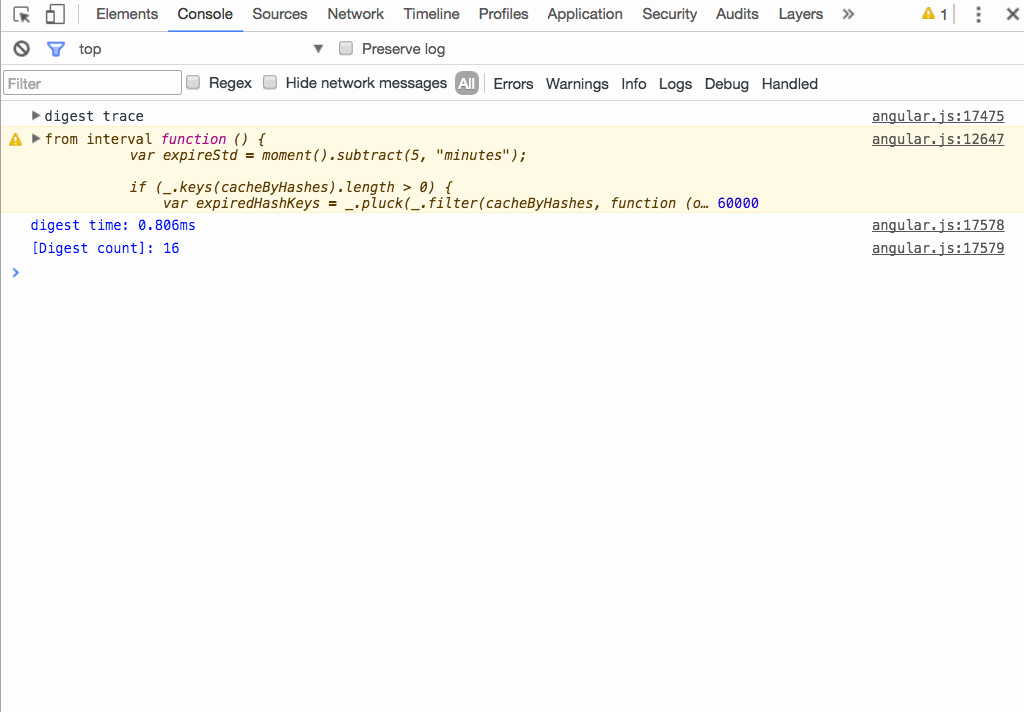 Elements Console Sources Network Timeline Profiles Application Security Audits Layers » 1
top Preserve log
Filter Regex Hide network messages All Errors Warnings Info Logs Debug Handled
digest trace angular.js:17475
from interval function () { angular.js:12647
var expireStd = moment().subtract(5, "minutes");
if (_.keys(cacheByHashes).length > 0) {
var expiredHashKeys = _.pluck(_.filter(cacheByHashes, function (o… 60000
digest time: 0.806ms angular.js:17578
[Digest count]: 16 angular.js:17579